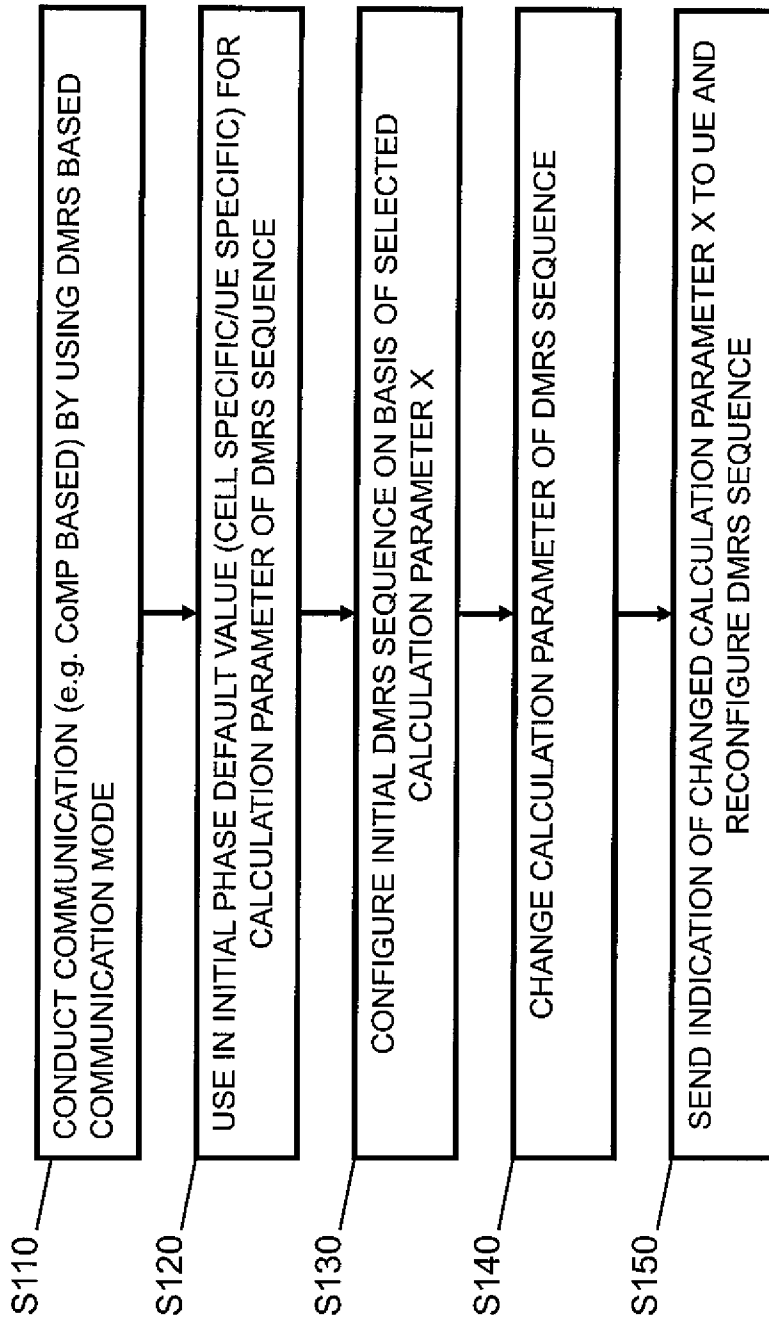 S110
CONDUCT COMMUNICATION (e.g. CoMP BASED) BY USING DMRS BASED
COMMUNICATION MODE
S120
USE IN INITIAL PHASE DEFAULT VALUE (CELL SPECIFIC/UE SPECIFIC) FOR
CALCULATION PARAMETER OF DMRS SEQUENCE
S130
CONFIGURE INITIAL DMRS SEQUENCE ON BASIS OF SELECTED
CALCULATION PARAMETER X
S140
CHANGE CALCULATION PARAMETER OF DMRS SEQUENCE
S150
SEND INDICATION OF CHANGED CALCULATION PARAMETER X TO UE AND
RECONFIGURE DMRS SEQUENCE